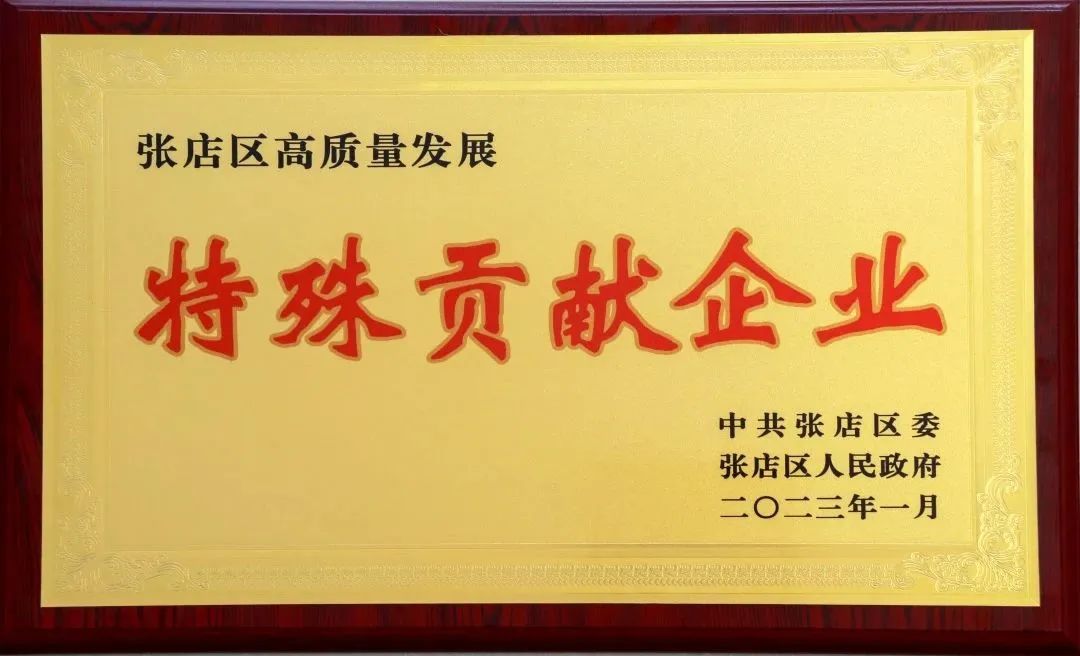 张店区高质量发展
特殊贡献企业
中共张店区委
张店区人民政府
二〇二三年一月